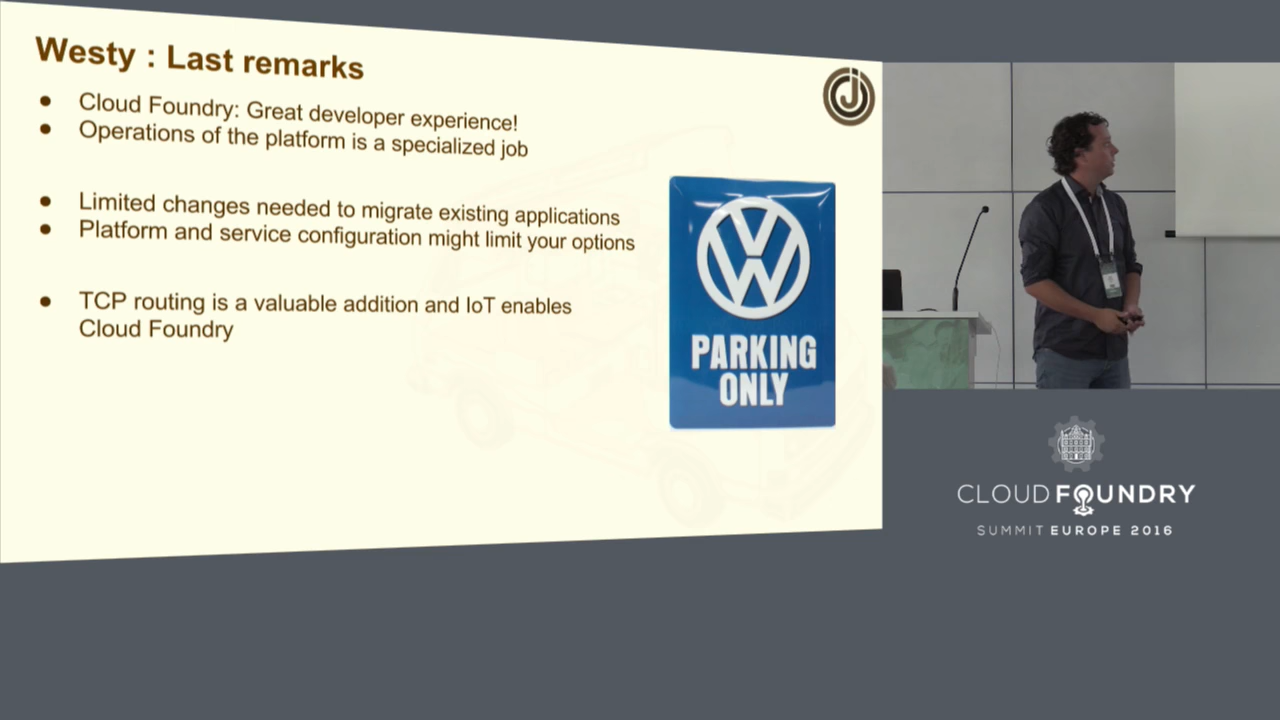 Westy : Last remarks
● Cloud Foundry: Great developer experience!
● Operations of the platform is a specialized job
● Limited changes needed to migrate existing applications
● Platform and service configuration might limit your options
● TCP routing is a valuable addition and IoT enables
Cloud Foundry
PARKING
ONLY
CLOUD FOUNDRY
SUMMIT EUROPE 2016